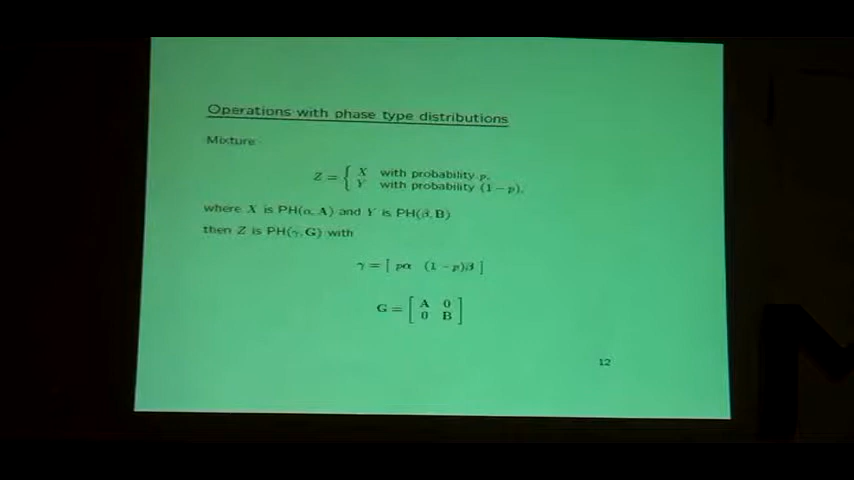 Operations with phase type distributions
Mixture
Z = { X with probability p,
Y with probability (1 − p),
where X is PH(α, A) and Y is PH(β, B)
then Z is PH(γ, G) with
γ = [ pα (1 − p)β ]
G = [ A 0
0 B ]
12